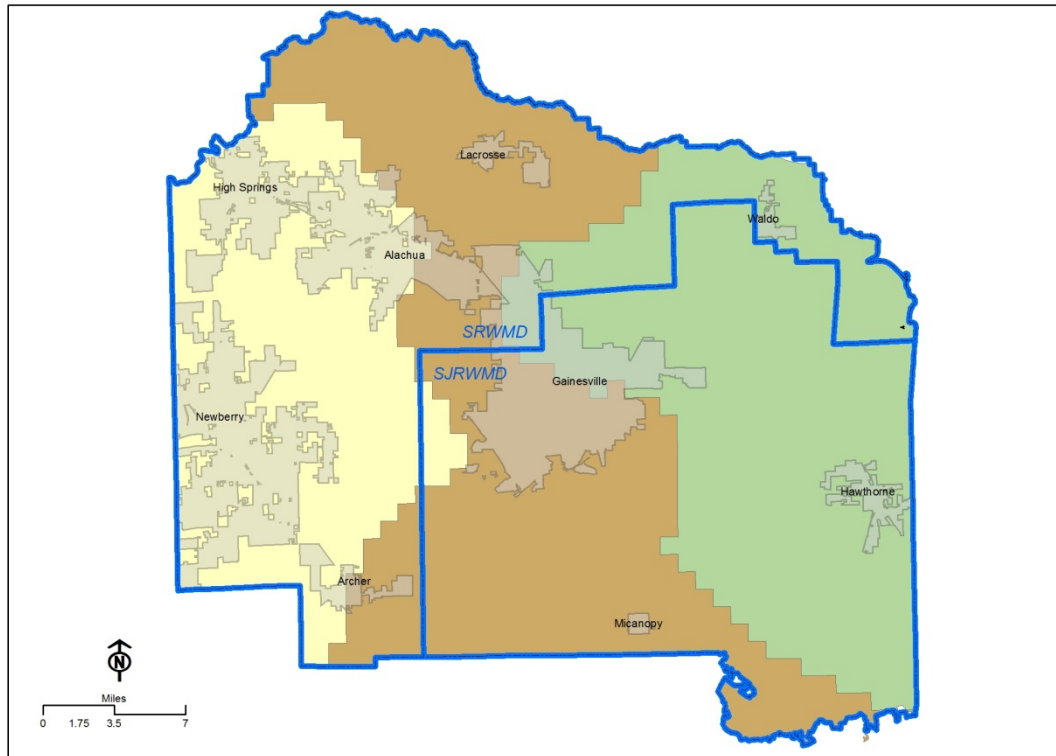 Lacrosse
High Springs
Waldo
Alachua
SRWMD
SJRWMD
Gainesville
Newberry
Hawthorne
Archer
Micanopy
N
Miles
0 1.75 3.5 7